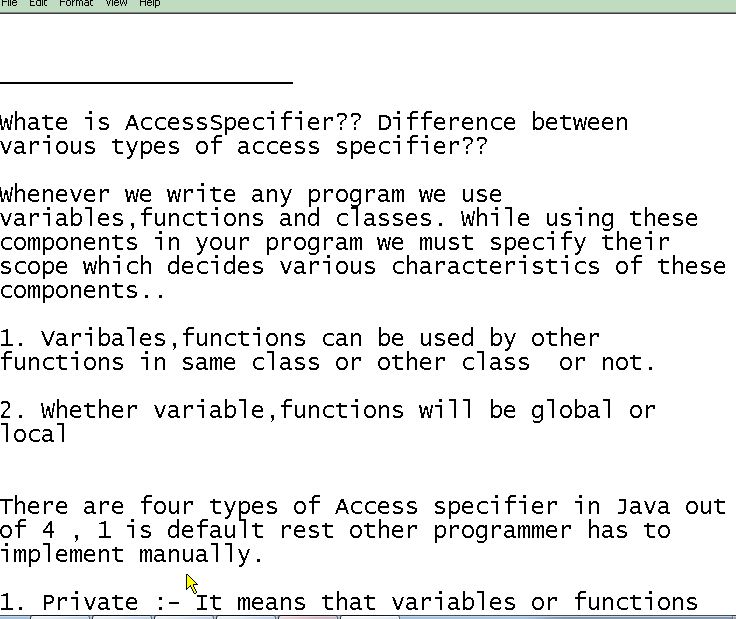 File Edit Format View Help
Whate is AccessSpecifier?? Difference between
various types of access specifier??
Whenever we write any program we use
variables,functions and classes. While using these
components in your program we must specify their
scope which decides various characteristics of these
components..
1. Varibales,functions can be used by other
functions in same class or other class  or not.
2. Whether variable,functions will be global or
local
There are four types of Access specifier in Java out
of 4 , 1 is default rest other programmer has to
implement manually.
1. Private :- It means that variables or functions